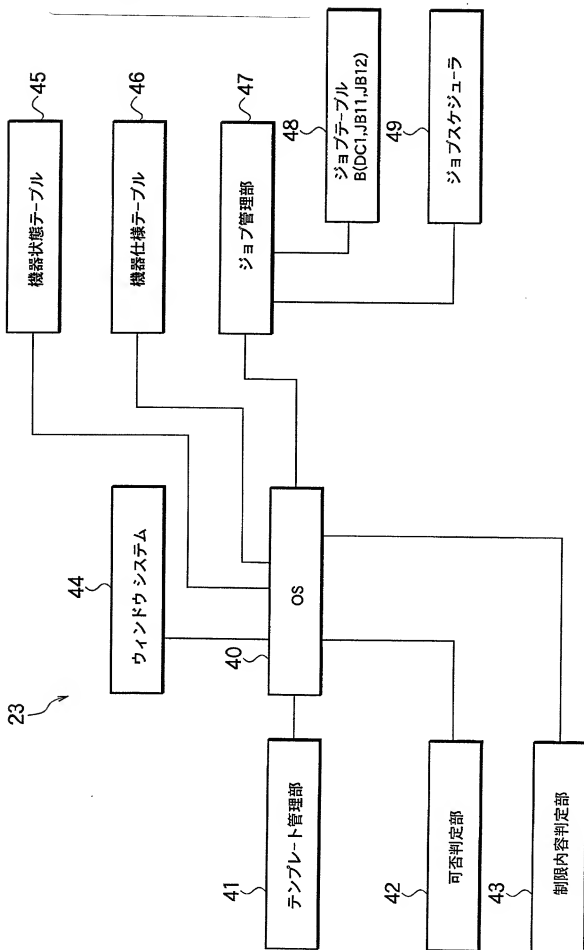 23
44
ウィンドウ システム
45
機器状態テーブル
46
機器仕様テーブル
41
テンプレート管理部
40
OS
47
ジョブ管理部
42
可否判定部
48
ジョブテーブル
B(DC1,JB11,JB12)
43
制限内容判定部
49
ジョブスケジューラ